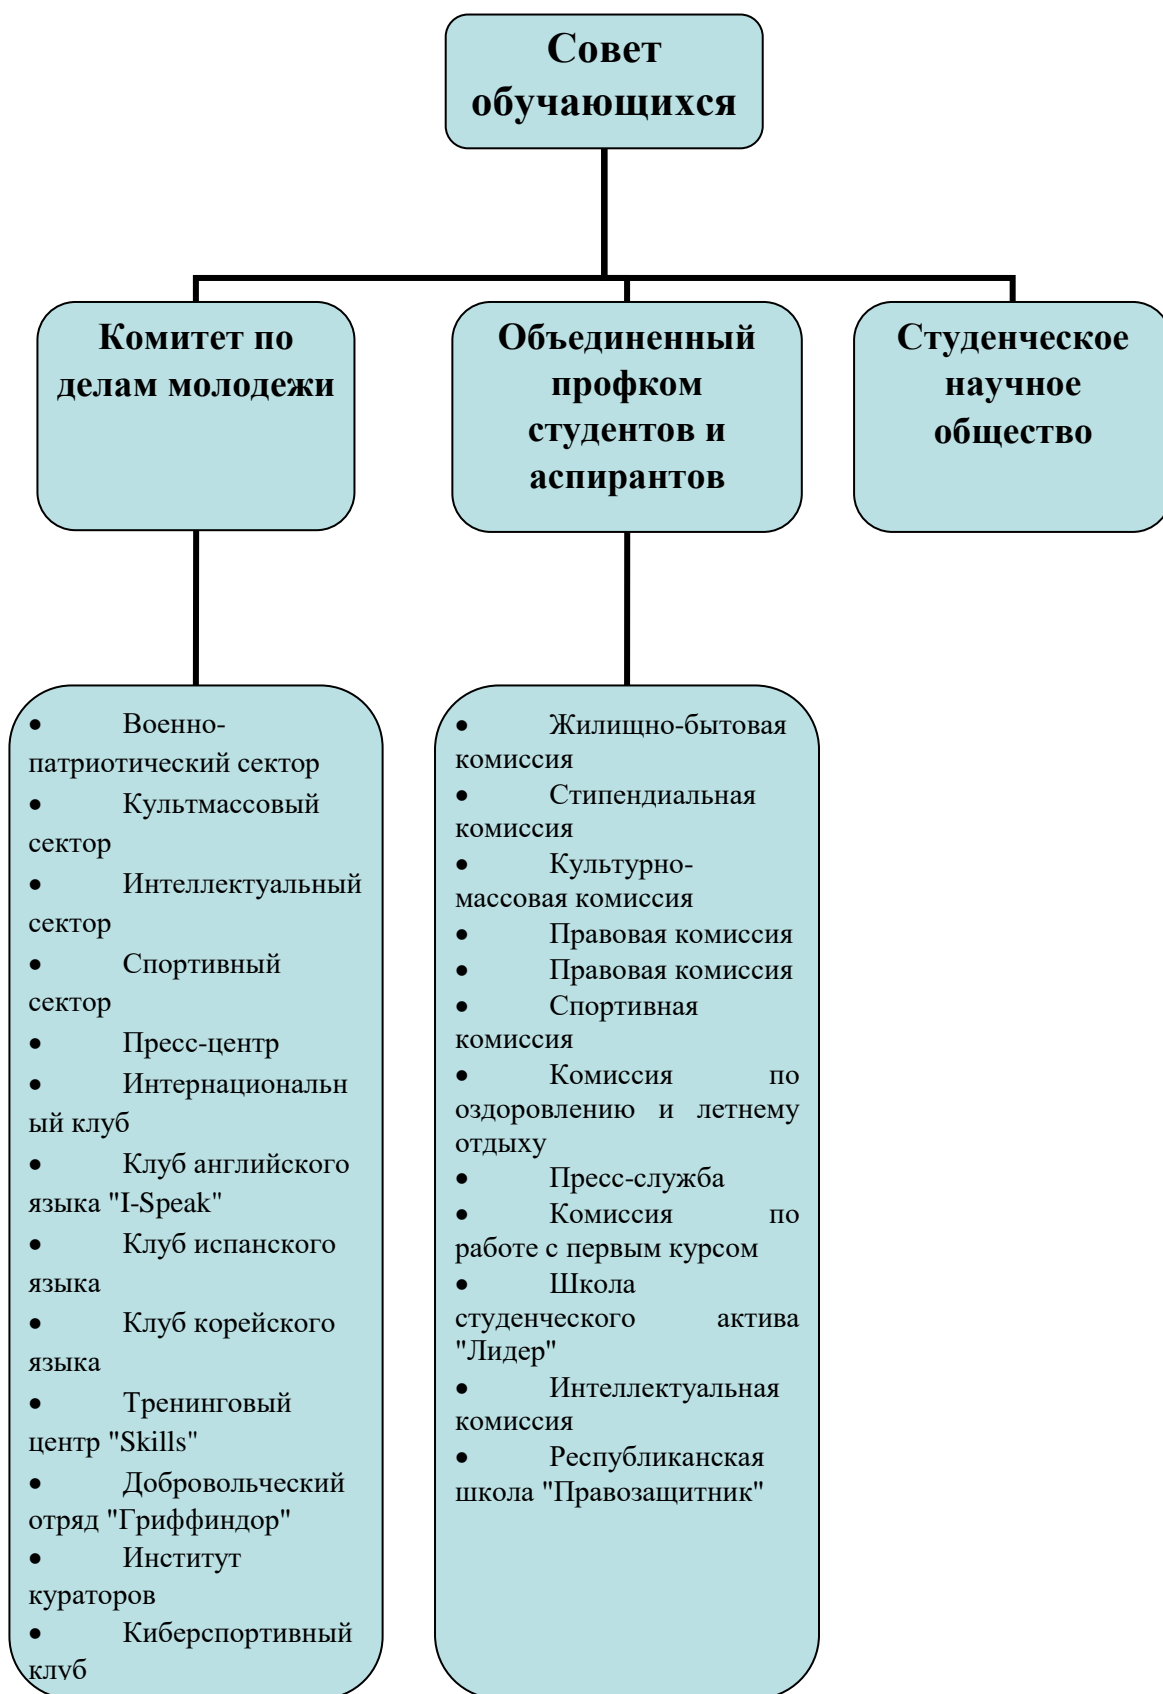 Совет
обучающихся
Комитет по
делам молодежи
Объединенный
профком
студентов и
аспирантов
Студенческое
научное
общество
• Военно-
патриотический сектор
• Культмассовый
сектор
• Интеллектуальный
сектор
• Спортивный
сектор
• Пресс-центр
• Интернациональн
ый клуб
• Клуб английского
языка "I-Speak"
• Клуб испанского
языка
• Клуб корейского
языка
• Тренинговый
центр "Skills"
• Добровольческий
отряд "Гриффиндор"
• Институт
кураторов
• Киберспортивный
клуб
• Жилищно-бытовая
комиссия
• Стипендиальная
комиссия
• Культурно-
массовая комиссия
• Правовая комиссия
• Правовая комиссия
• Спортивная
комиссия
• Комиссия по
оздоровлению и летнему
отдыху
• Пресс-служба
• Комиссия по
работе с первым курсом
• Школа
студенческого актива
"Лидер"
• Интеллектуальная
комиссия
• Республиканская
школа "Правозащитник"